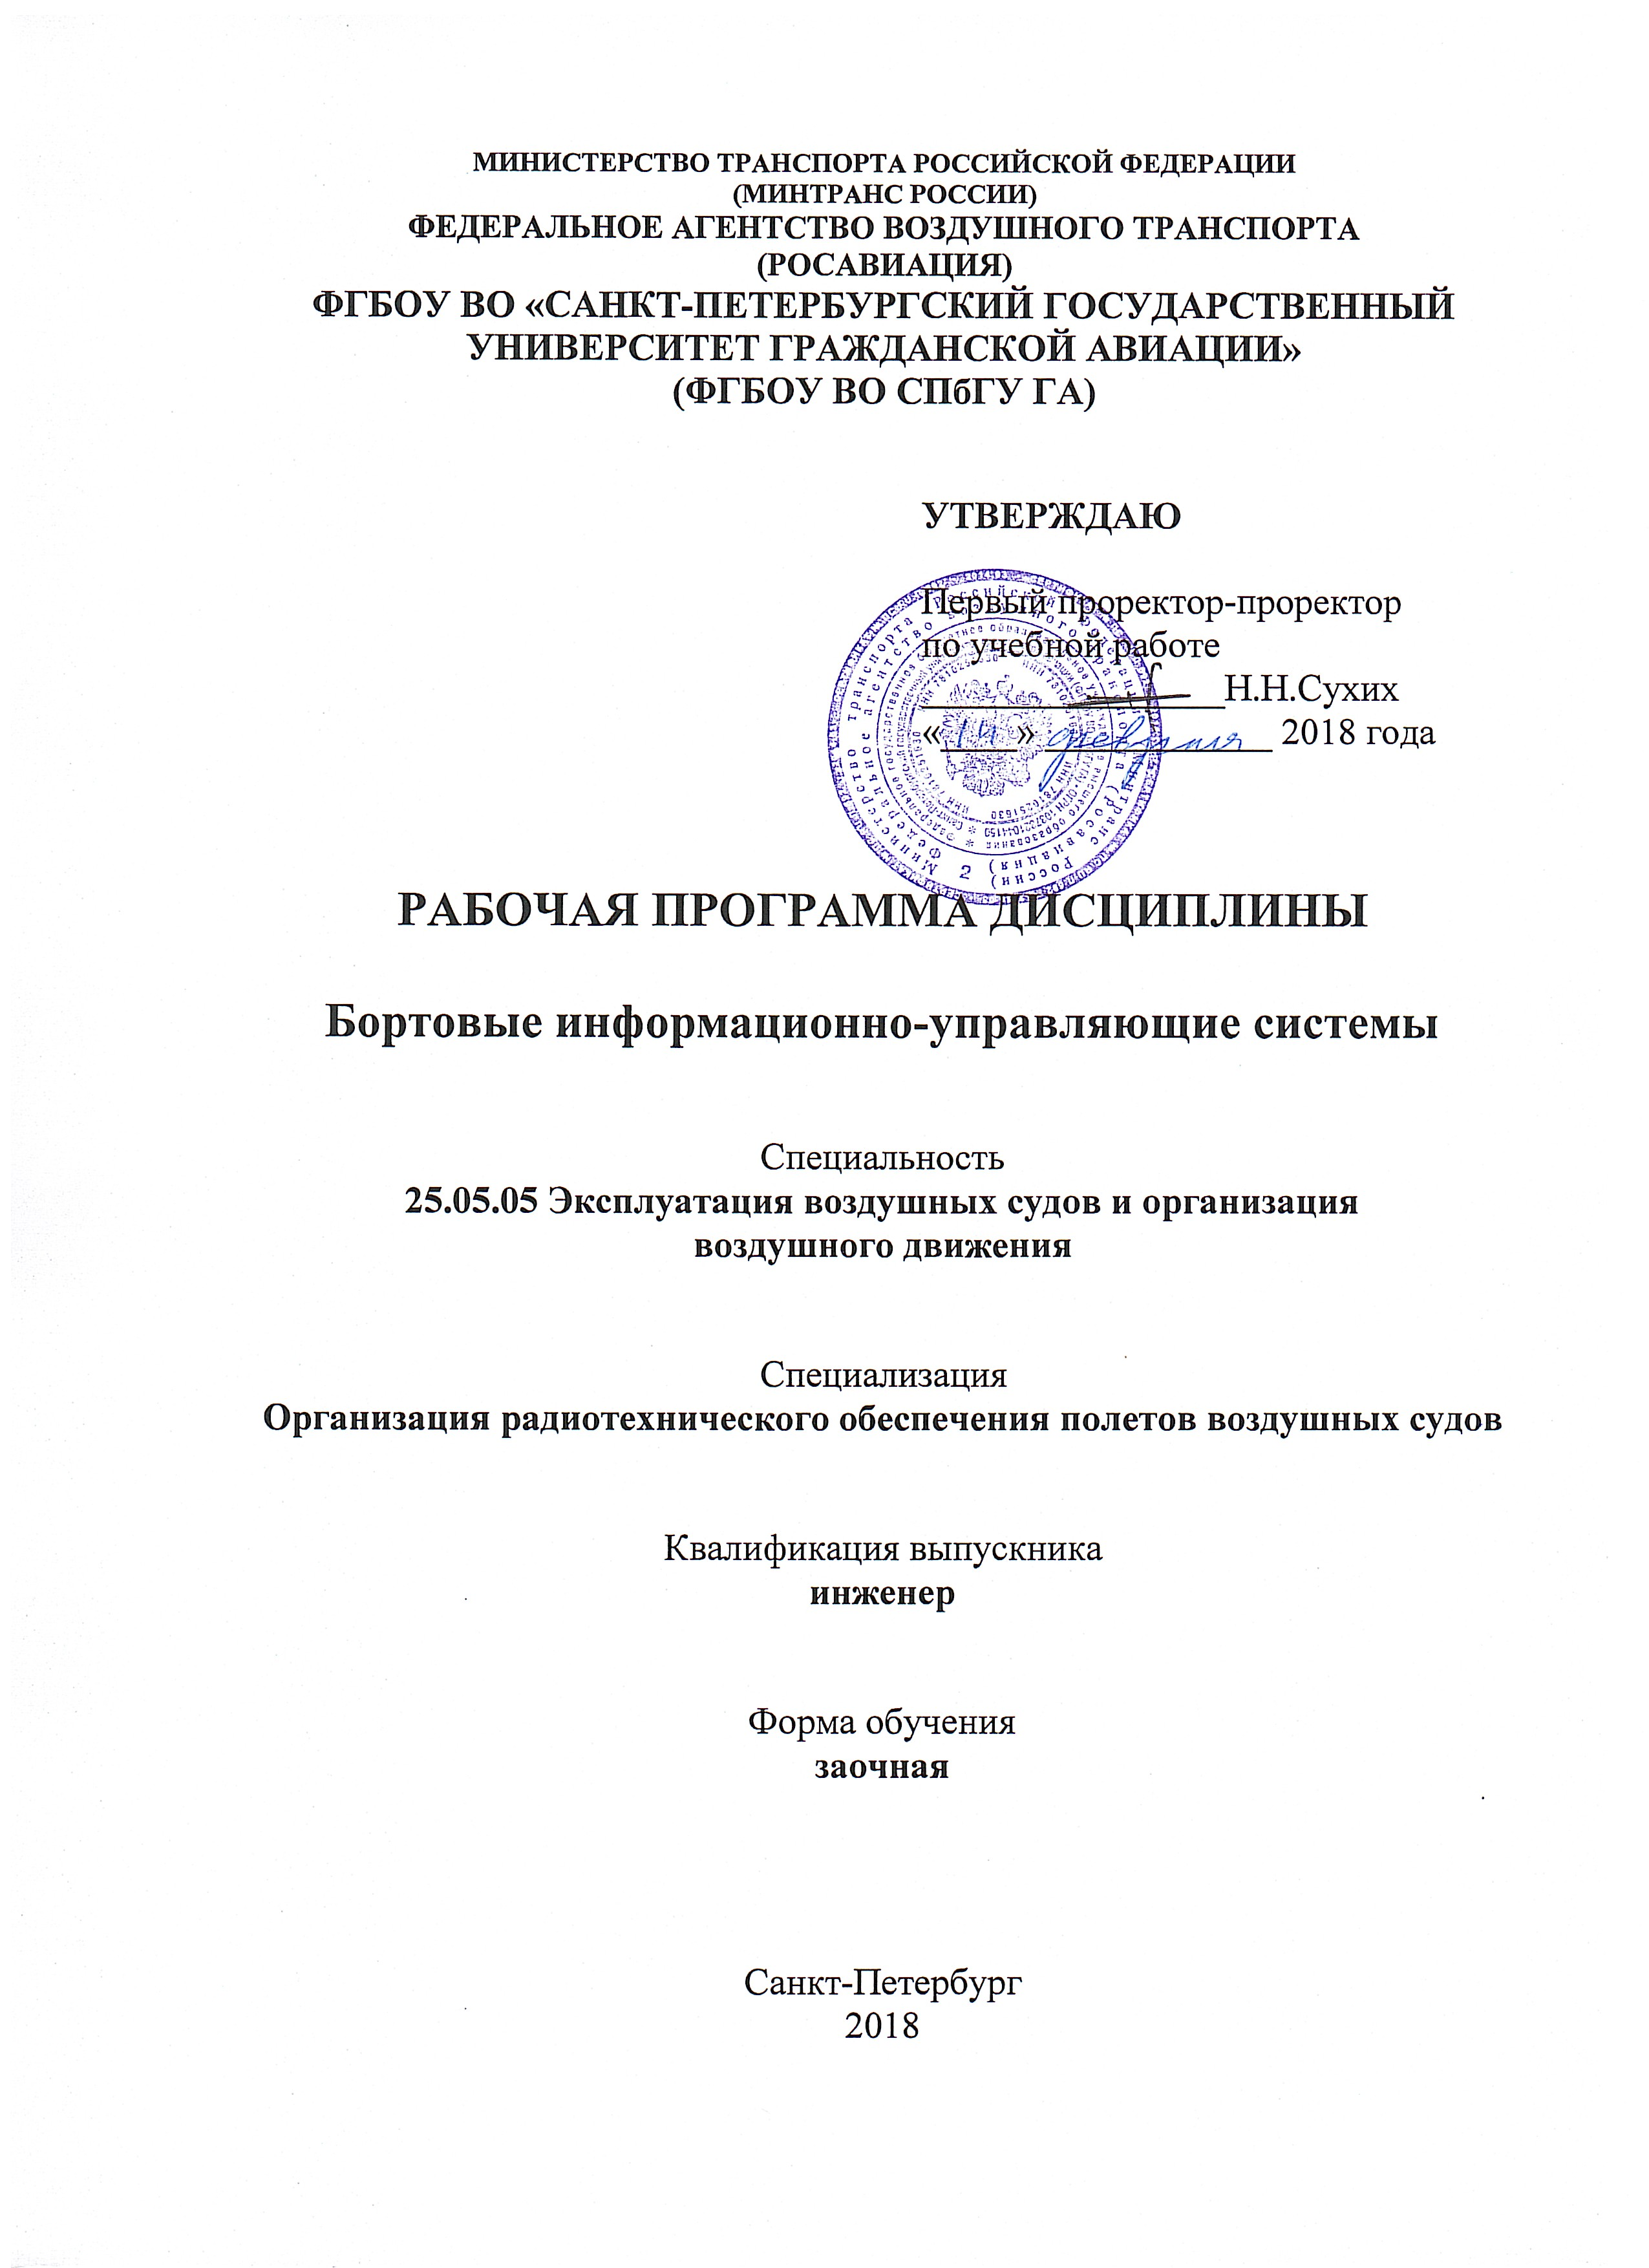 МИНИСТЕРСТВО ТРАНСПОРТА РОССИЙСКОЙ ФЕДЕРАЦИИ
(МИНТРАНС РОССИИ)
ФЕДЕРАЛЬНОЕ АГЕНТСТВО ВОЗДУШНОГО ТРАНСПОРТА
(РОСАВИАЦИЯ)
ФГБОУ ВО «САНКТ-ПЕТЕРБУРГСКИЙ ГОСУДАРСТВЕННЫЙ
УНИВЕРСИТЕТ ГРАЖДАНСКОЙ АВИАЦИИ»
(ФГБОУ ВО СПбГУ ГА)
УТВЕРЖДАЮ
Первый проректор-проректор
по учебной работе
Н.Н.Сухих
«14» февраля 2018 года
РАБОЧАЯ ПРОГРАММА ДИСЦИПЛИНЫ
Бортовые информационно-управляющие системы
Специальность
25.05.05 Эксплуатация воздушных судов и организация
воздушного движения
Специализация
Организация радиотехнического обеспечения полетов воздушных судов
Квалификация выпускника
инженер
Форма обучения
заочная
Санкт-Петербург
2018